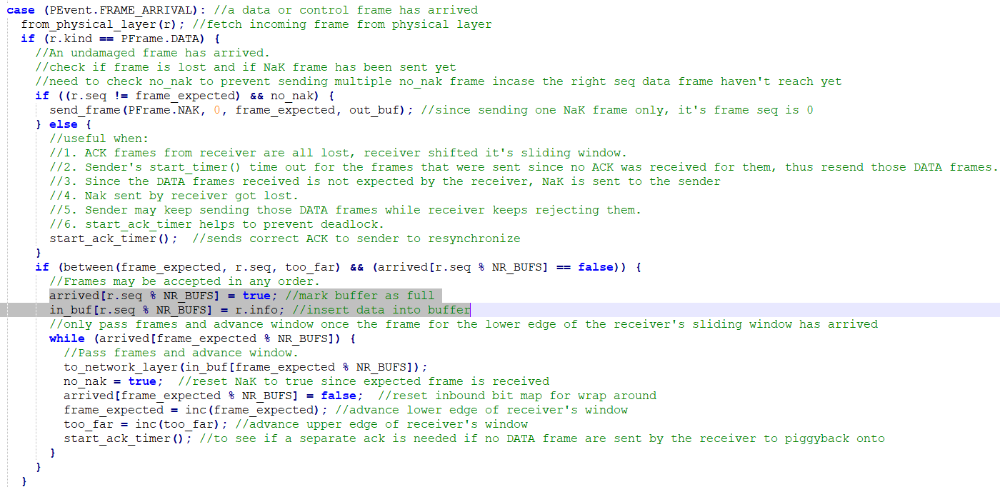 case (PEvent.FRAME_ARRIVAL): //a data or control frame has arrived
from_physical_layer(r); //fetch incoming frame from physical layer
if (r.kind == PFrame.DATA) {
//An undamaged frame has arrived.
//check if frame is lost and if NaK frame has been sent yet
//need to check no_nak to prevent sending multiple no_nak frame incase the right seq data frame haven't reach yet
if ((r.seq != frame_expected) && no_nak) {
send_frame(PFrame.NAK, 0, frame_expected, out_buf); //since sending one NaK frame only, it's frame seq is 0
} else {
//useful when:
//1. ACK frames from receiver are all lost, receiver shifted it's sliding window.
//2. Sender's start_timer() time out for the frames that were sent since no ACK was received for them, thus resend those DATA frames.
//3. Since the DATA frames received is not expected by the receiver, NaK is sent to the sender
//4. Nak sent by receiver got lost.
//5. Sender may keep sending those DATA frames while receiver keeps rejecting them.
//6. start_ack_timer helps to prevent deadlock.
start_ack_timer();  //sends correct ACK to sender to resynchronize
}
if (between(frame_expected, r.seq, too_far) && (arrived[r.seq % NR_BUFS] == false)) {
//Frames may be accepted in any order.
arrived[r.seq % NR_BUFS] = true; //mark buffer as full
in_buf[r.seq % NR_BUFS] = r.info; //insert data into buffer
//only pass frames and advance window once the frame for the lower edge of the receiver's sliding window has arrived
while (arrived[frame_expected % NR_BUFS]) {
//Pass frames and advance window.
to_network_layer(in_buf[frame_expected % NR_BUFS]);
no_nak = true;  //reset NaK to true since expected frame is received
arrived[frame_expected % NR_BUFS] = false;  //reset inbound bit map for wrap around
frame_expected = inc(frame_expected); //advance lower edge of receiver's window
too_far = inc(too_far); //advance upper edge of receiver's window
start_ack_timer(); //to see if a separate ack is needed if no DATA frame are sent by the receiver to piggyback onto
}
}
}